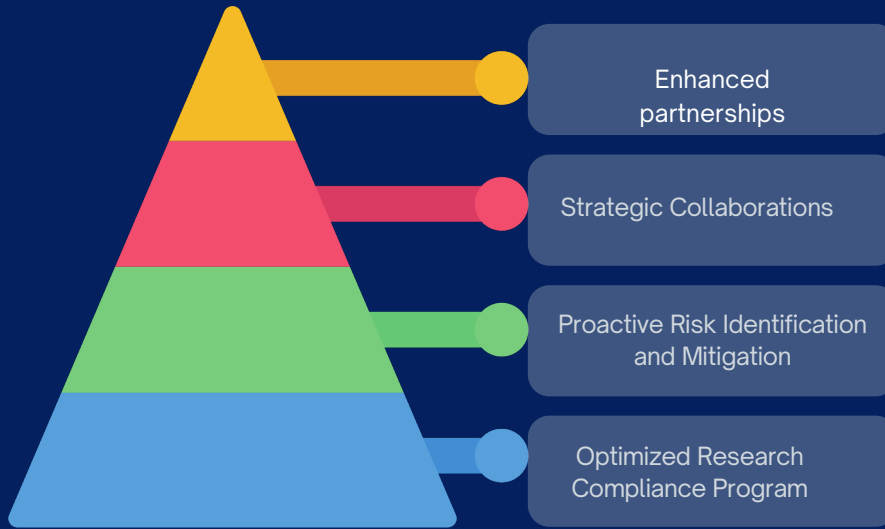 Enhanced
partnerships
Strategic Collaborations
Proactive Risk Identification
and Mitigation
Optimized Research
Compliance Program